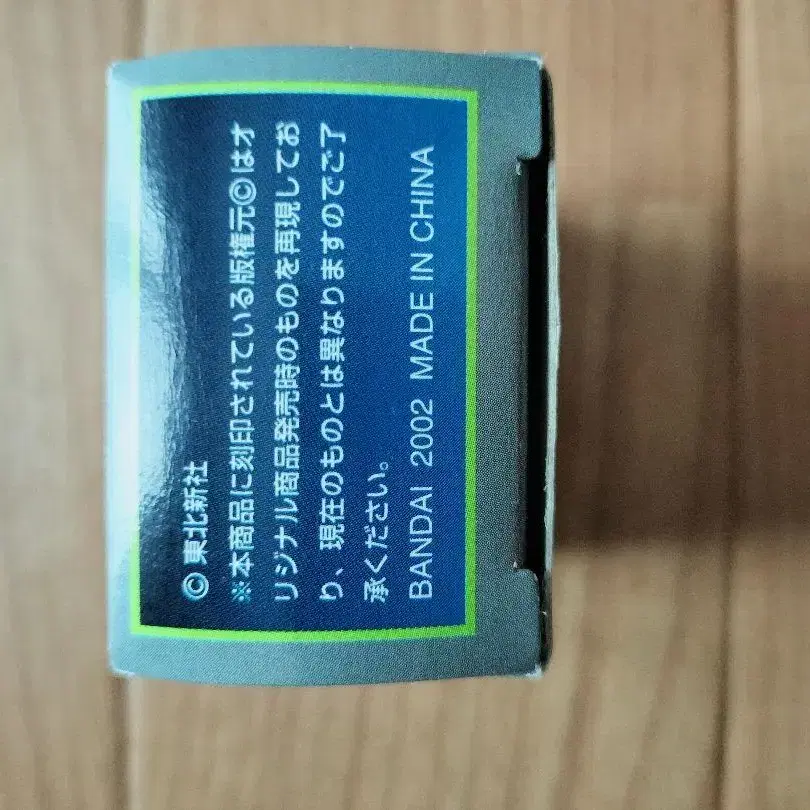 © 東北新社
※本商品に刻印されている版権元©はオ
リジナル商品発売時のものを再現してお
り、現在のものとは異なりますのでご了
承ください。
BANDAI 2002 MADE IN CHINA